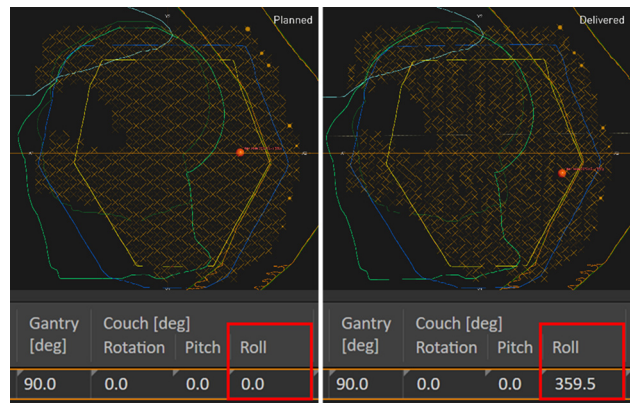 Planned
Delivered
Gantry
[deg]
Couch [deg]
Rotation Pitch Roll
90.0 0.0 0.0 0.0
Gantry
[deg]
Couch [deg]
Rotation Pitch Roll
90.0 0.0 0.0 359.5